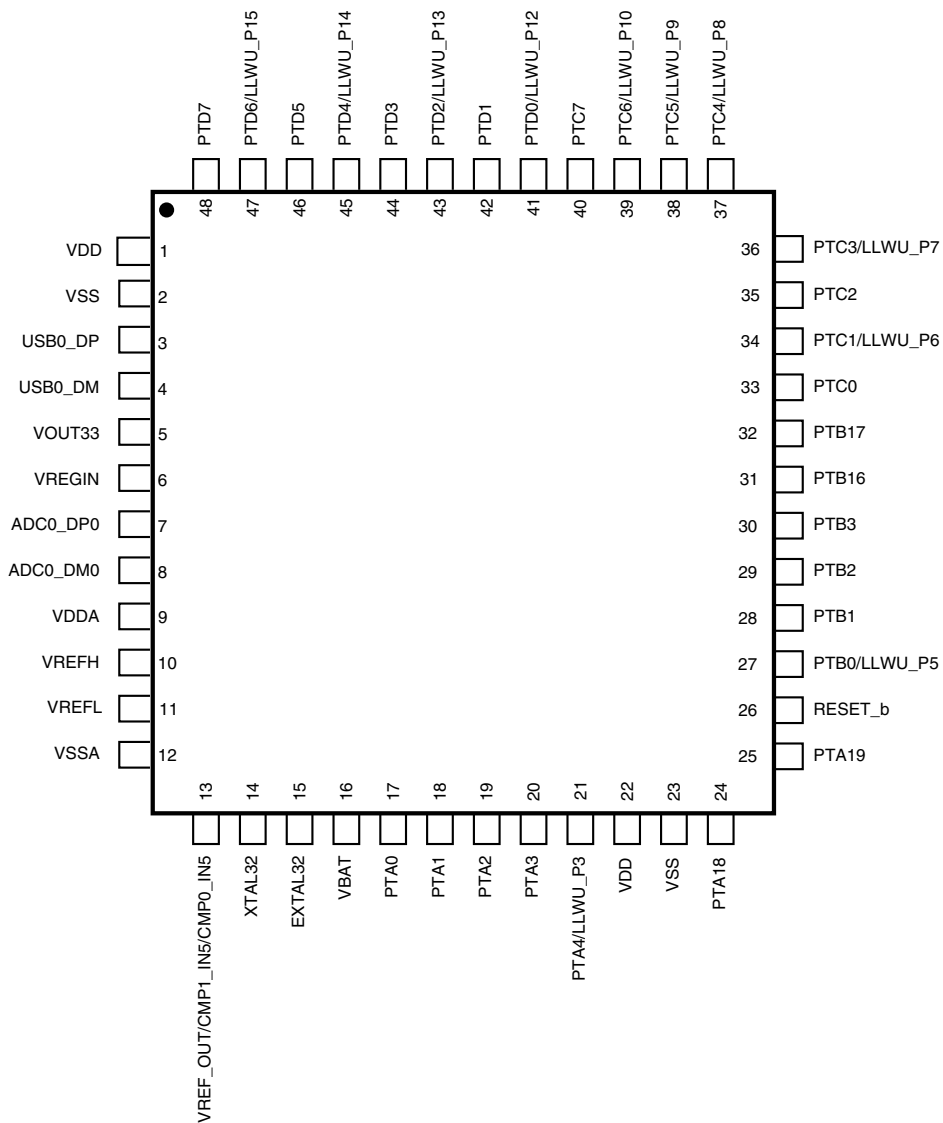 PTD7
PTD6/LLWU_P15
PTD5
PTD4/LLWU_P14
PTD3
PTD2/LLWU_P13
PTD1
PTD0/LLWU_P12
PTC7
PTC6/LLWU_P10
PTC5/LLWU_P9
PTC4/LLWU_P8
48
47
46
45
44
43
42
41
40
39
38
37
VDD 1
VSS 2
USB0_DP 3
USB0_DM 4
VOUT33 5
VREGIN 6
ADC0_DP0 7
ADC0_DM0 8
VDDA 9
VREFH 10
VREFL 11
VSSA 12
36 PTC3/LLWU_P7
35 PTC2
34 PTC1/LLWU_P6
33 PTC0
32 PTB17
31 PTB16
30 PTB3
29 PTB2
28 PTB1
27 PTB0/LLWU_P5
26 RESET_b
25 PTA19
13
14
15
16
17
18
19
20
21
22
23
24
VREF_OUT/CMP1_IN5/CMP0_IN5
XTAL32
EXTAL32
VBAT
PTA0
PTA1
PTA2
PTA3
PTA4/LLWU_P3
VDD
VSS
PTA18